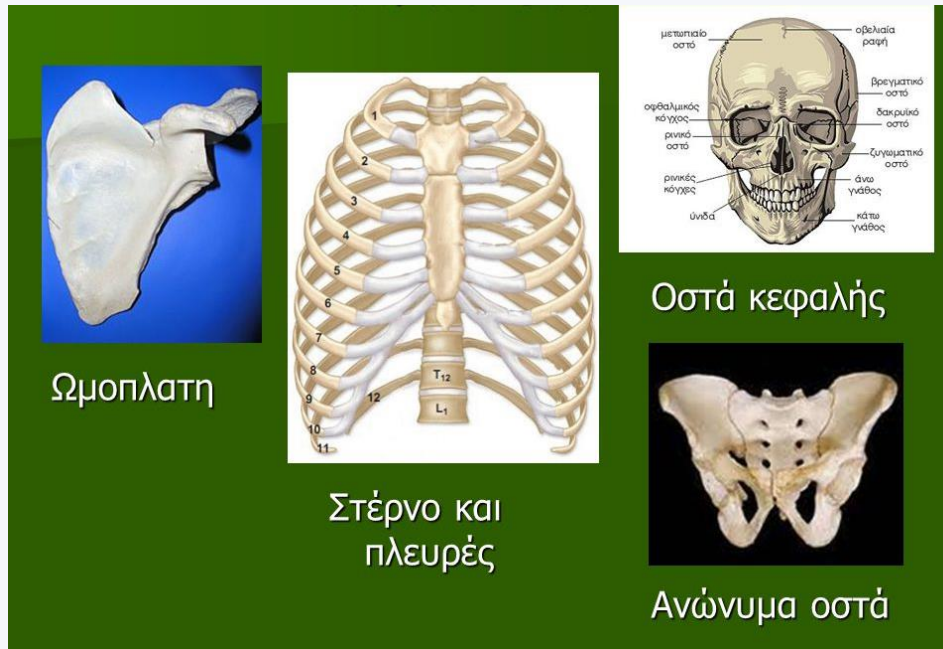 Ωμοπλατη
1
2
3
4
5
6
7
8
9
10
11
12
T12
L1
Στέρνο και
πλευρές
μετωπιαίο
οστό
οβελιαία
ραφή
βρεγματικό
οστό
οφθαλμικός
κόγχος
δακρυϊκό
οστό
ρινικό
οστό
ζυγωματικό
οστό
ρινικές
κόγχες
άνω
γνάθος
ύνιδα
κάτω
γνάθος
Οστά κεφαλής
Ανώνυμα οστά